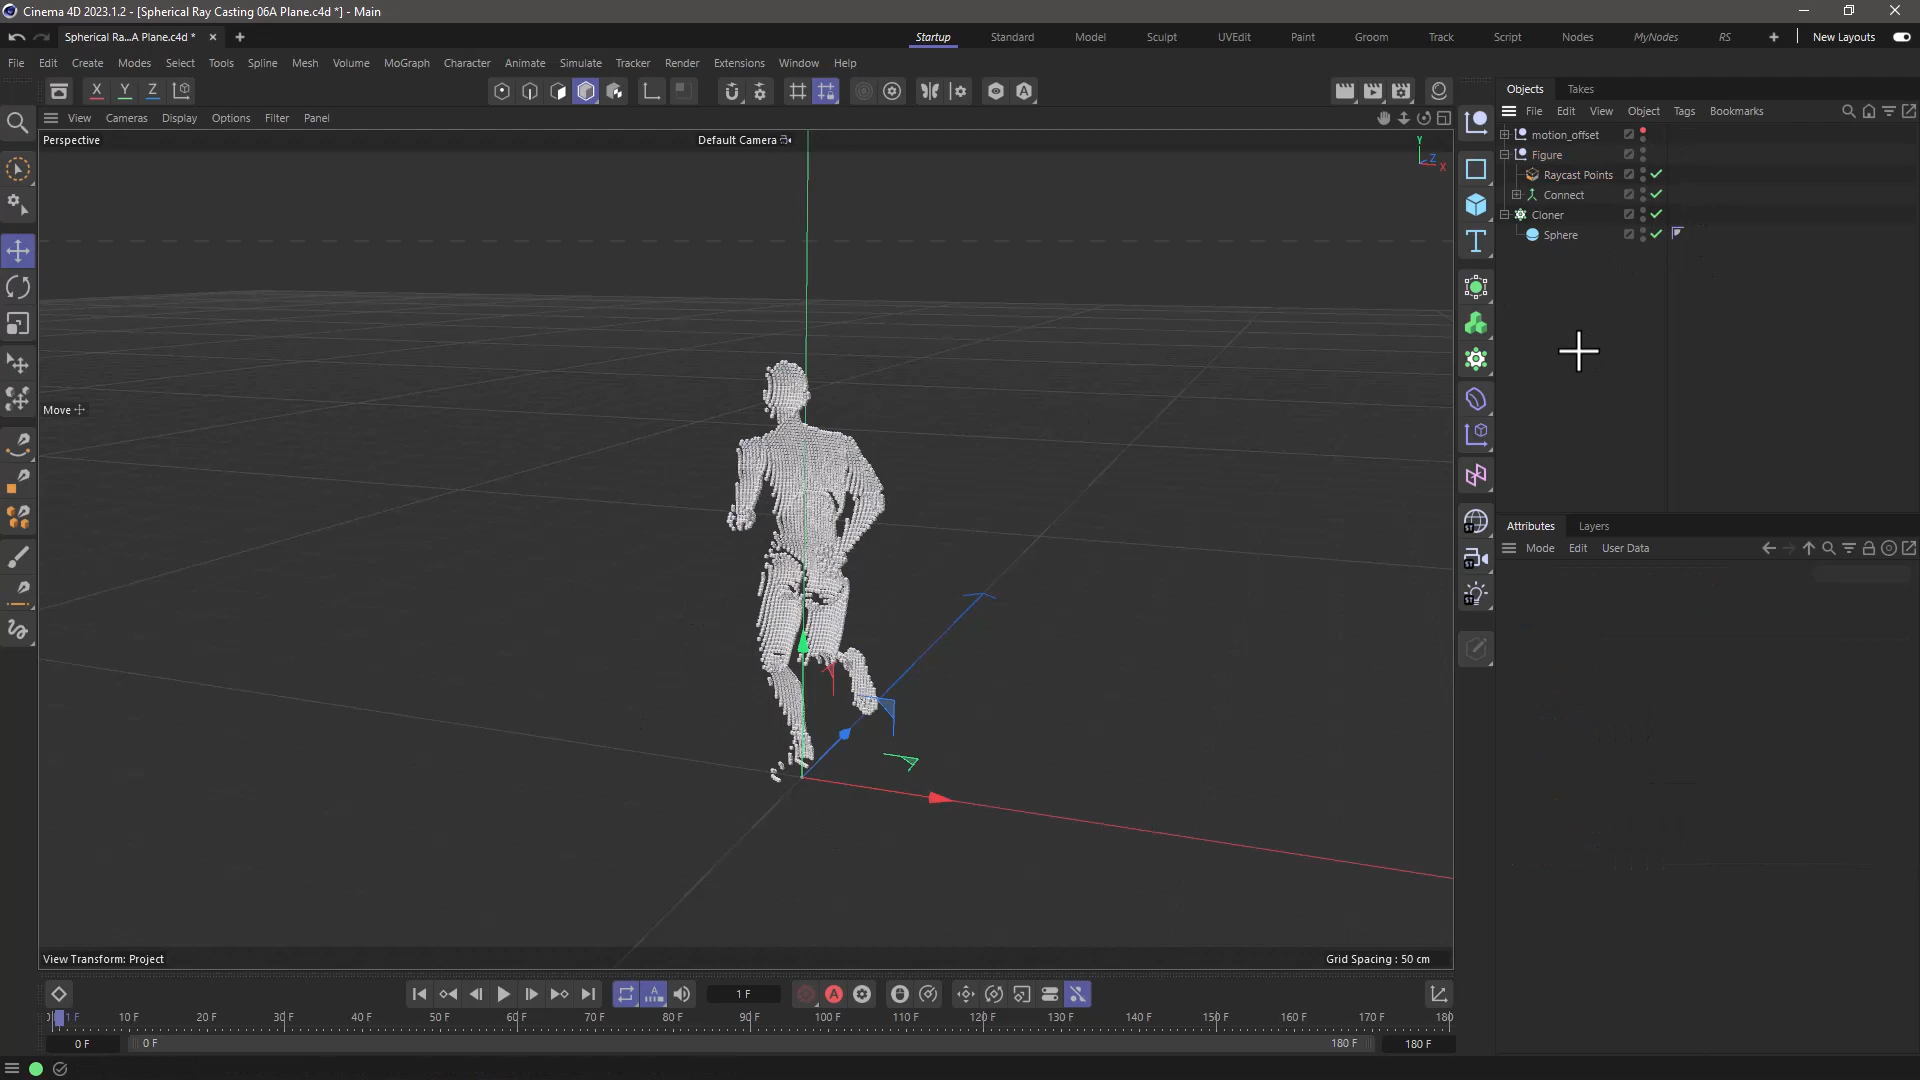 Cinema 4D 2023.1.2 - [Spherical Ray Casting 06A Plane.c4d *] - Main
Spherical Ra...A Plane.c4d *
Startup Standard Model Sculpt UVEdit Paint Groom Track Script Nodes MyNodes RS New Layouts
File Edit Create Modes Select Tools Spline Mesh Volume MoGraph Character Animate Simulate Tracker Render Extensions Window Help
X Y Z
Objects Takes
File Edit View Object Tags Bookmarks
View Cameras Display Options Filter Panel
Perspective
Default Camera
Y
Z
X
motion_offset
Figure
Raycast Points
Connect
Cloner
Sphere
Move
Attributes Layers
Mode Edit User Data
View Transform: Project
Grid Spacing : 50 cm
1 F
1 F 10 F 20 F 30 F 40 F 50 F 60 F 70 F 80 F 90 F 100 F 110 F 120 F 130 F 140 F 150 F 160 F 170 F 180
0 F 0 F 180 F 180 F